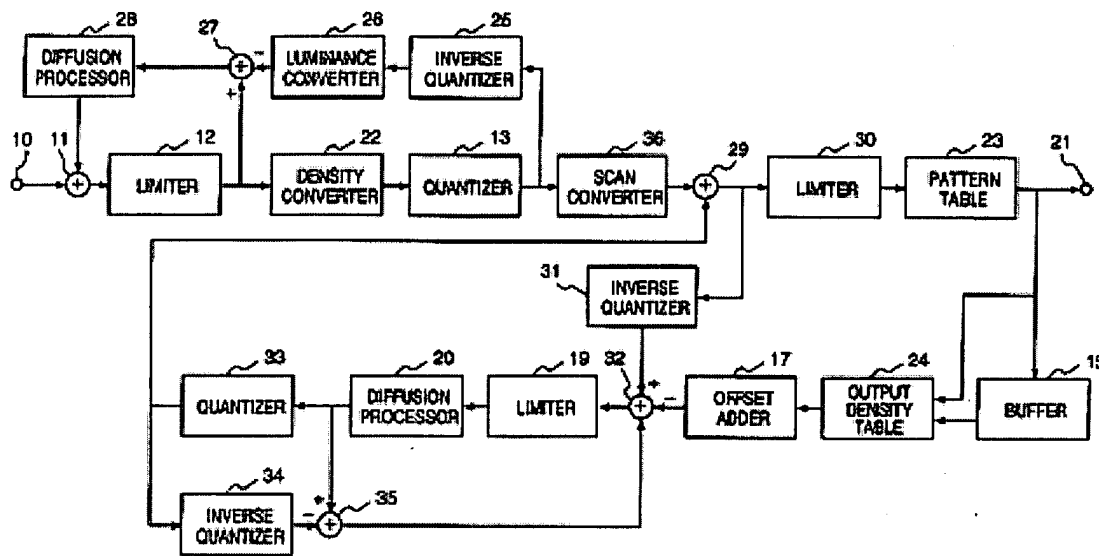 28
27
26
25
DIFFUSION
PROCESSOR
LUMINANCE
CONVERTER
INVERSE
QUANTIZER
-
+
10
11
12
22
13
36
29
30
23
21
LIMITER
DENSITY
CONVERTER
QUANTIZER
SCAN
CONVERTER
LIMITER
PATTERN
TABLE
31
INVERSE
QUANTIZER
33
20
19
32
17
24
15
+
-
QUANTIZER
DIFFUSION
PROCESSOR
LIMITER
OFFSET
ADDER
OUTPUT
DENSITY
TABLE
BUFFER
34
35
+
-
INVERSE
QUANTIZER